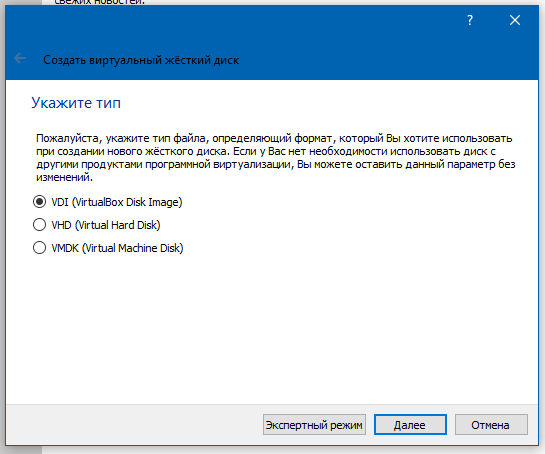 свежих новостей.
?
Создать виртуальный жёсткий диск
Укажите тип
Пожалуйста, укажите тип файла, определяющий формат, который Вы хотите использовать
при создании нового жёсткого диска. Если у Вас нет необходимости использовать диск с
другими продуктами программной виртуализации, Вы можете оставить данный параметр без
изменений.
VDI (VirtualBox Disk Image)
VHD (Virtual Hard Disk)
VMDK (Virtual Machine Disk)
Экспертный режим Далее Отмена